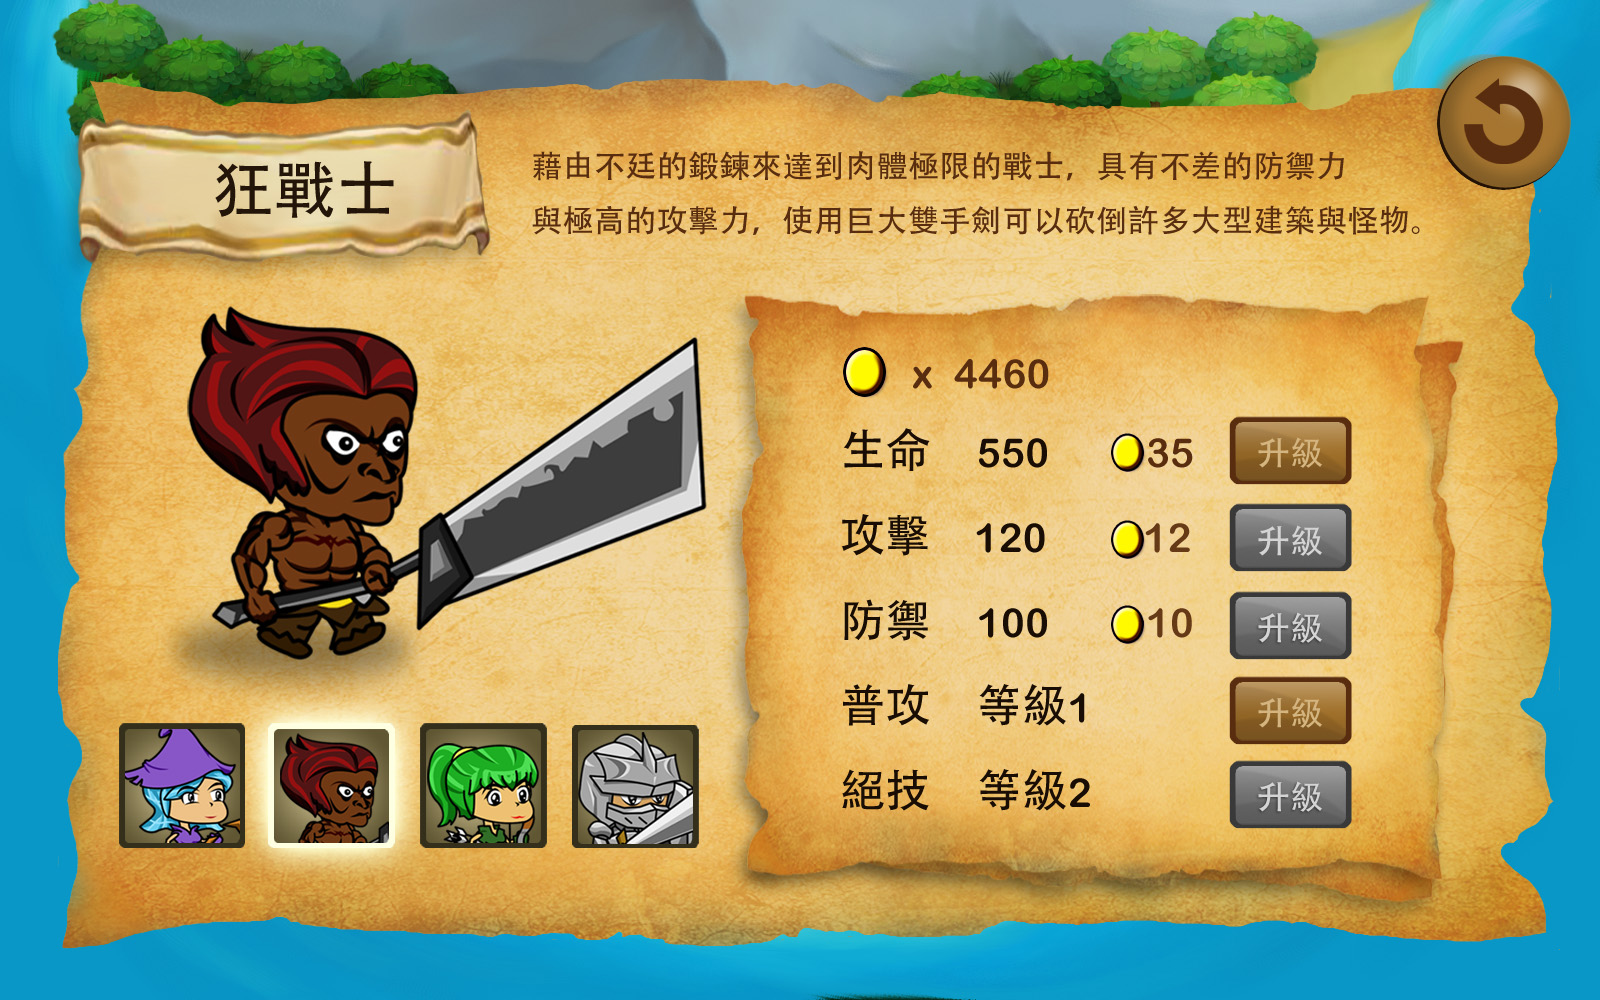 狂戰士
藉由不廷的鍛鍊來達到肉體極限的戰士，具有不差的防禦力
與極高的攻擊力，使用巨大雙手劍可以砍倒許多大型建築與怪物。
x 4460
生命 550 35 升級
攻擊 120 12 升級
防禦 100 10 升級
普攻 等級1 升級
絕技 等級2 升級